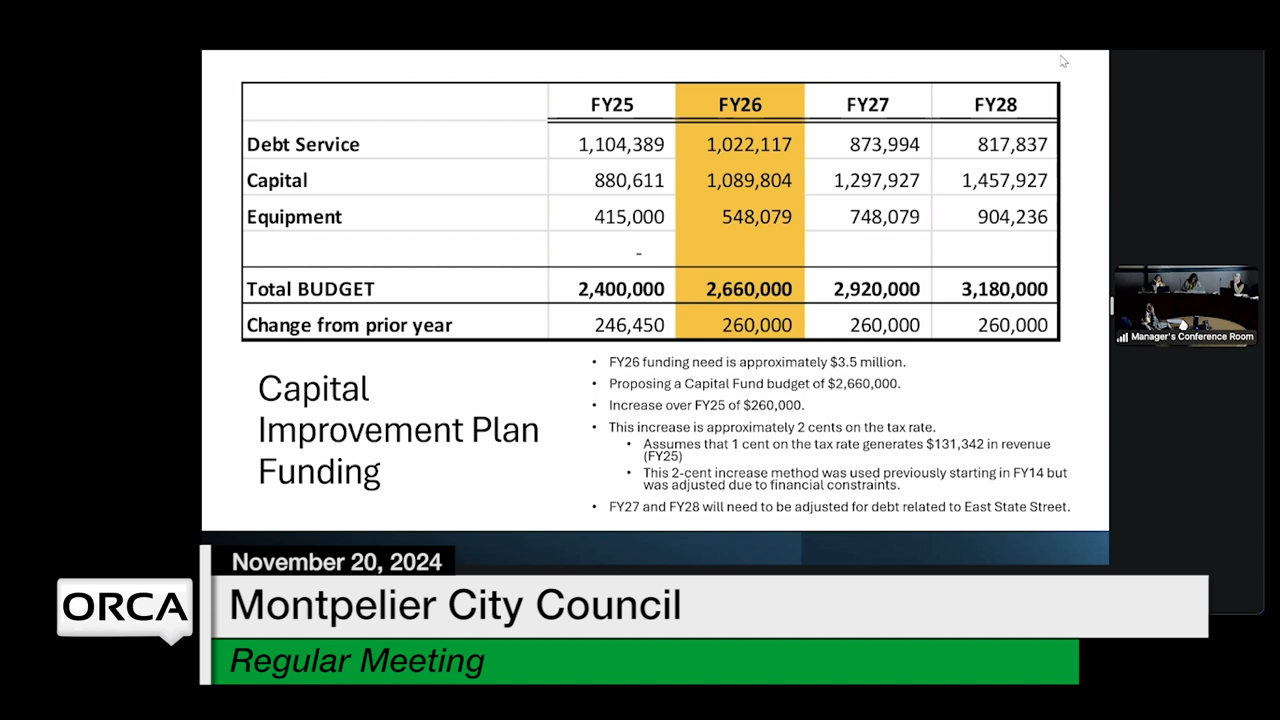 FY25 FY26 FY27 FY28
Debt Service 1,104,389 1,022,117 873,994 817,837
Capital 880,611 1,089,804 1,297,927 1,457,927
Equipment 415,000 548,079 748,079 904,236
-
Total BUDGET 2,400,000 2,660,000 2,920,000 3,180,000
Change from prior year 246,450 260,000 260,000 260,000
Capital
Improvement Plan
Funding
• FY26 funding need is approximately $3.5 million.
• Proposing a Capital Fund budget of $2,660,000.
• Increase over FY25 of $260,000.
• This increase is approximately 2 cents on the tax rate.
• Assumes that 1 cent on the tax rate generates $131,342 in revenue
(FY25)
• This 2-cent increase method was used previously starting in FY14 but
was adjusted due to financial constraints.
• FY27 and FY28 will need to be adjusted for debt related to East State Street.
Manager's Conference Room
November 20, 2024
ORCA
Montpelier City Council
Regular Meeting